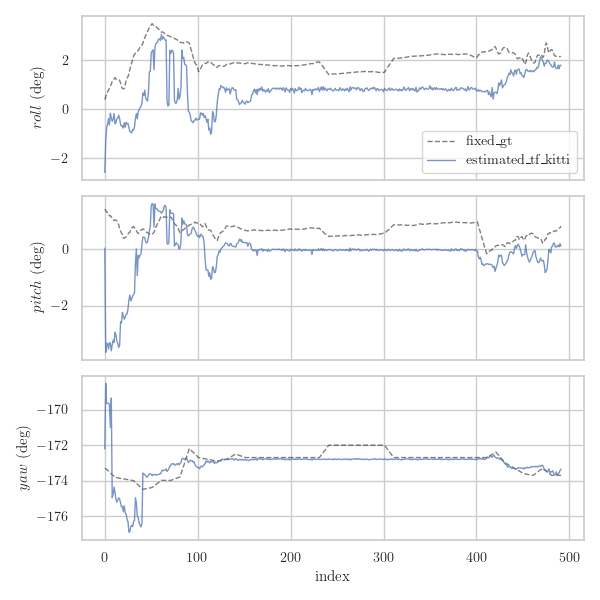 2
0
−2
roll (deg)
fixed_gt
estimated_tf_kitti
0
−2
pitch (deg)
−170
−172
−174
−176
yaw (deg)
0 100 200 300 400 500
index